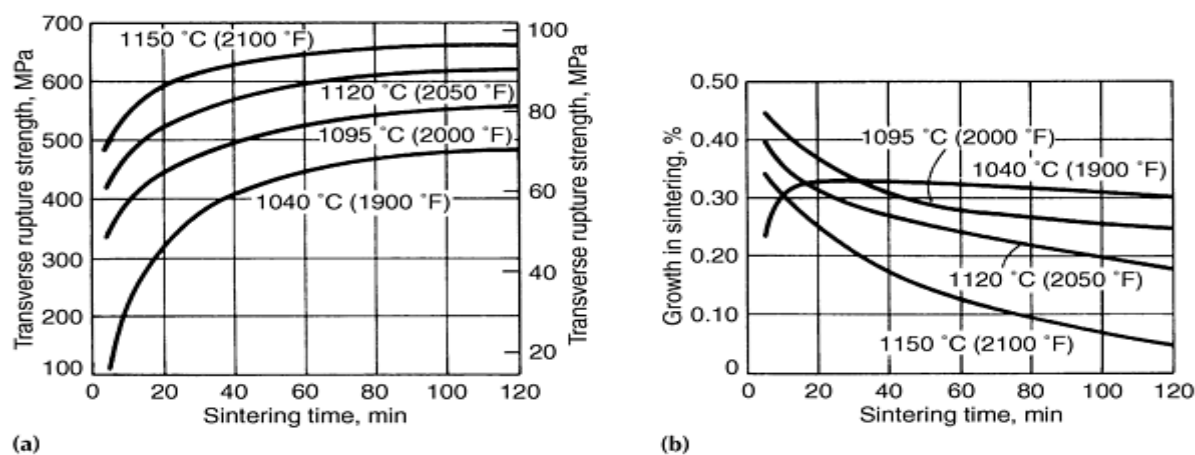 700
600
500
400
300
200
100
Transverse rupture strength, MPa
1150 °C (2100 °F)
1120 °C (2050 °F)
1095 °C (2000 °F)
1040 °C (1900 °F)
100
80
60
40
20
Transverse rupture strength, MPa
0 20 40 60 80 100 120
Sintering time, min
(a)
0.50
0.40
0.30
0.20
0.10
0
Growth in sintering, %
1095 °C (2000 °F)
1040 °C (1900 °F)
1120 °C (2050 °F)
1150 °C (2100 °F)
0 20 40 60 80 100 120
Sintering time, min
(b)